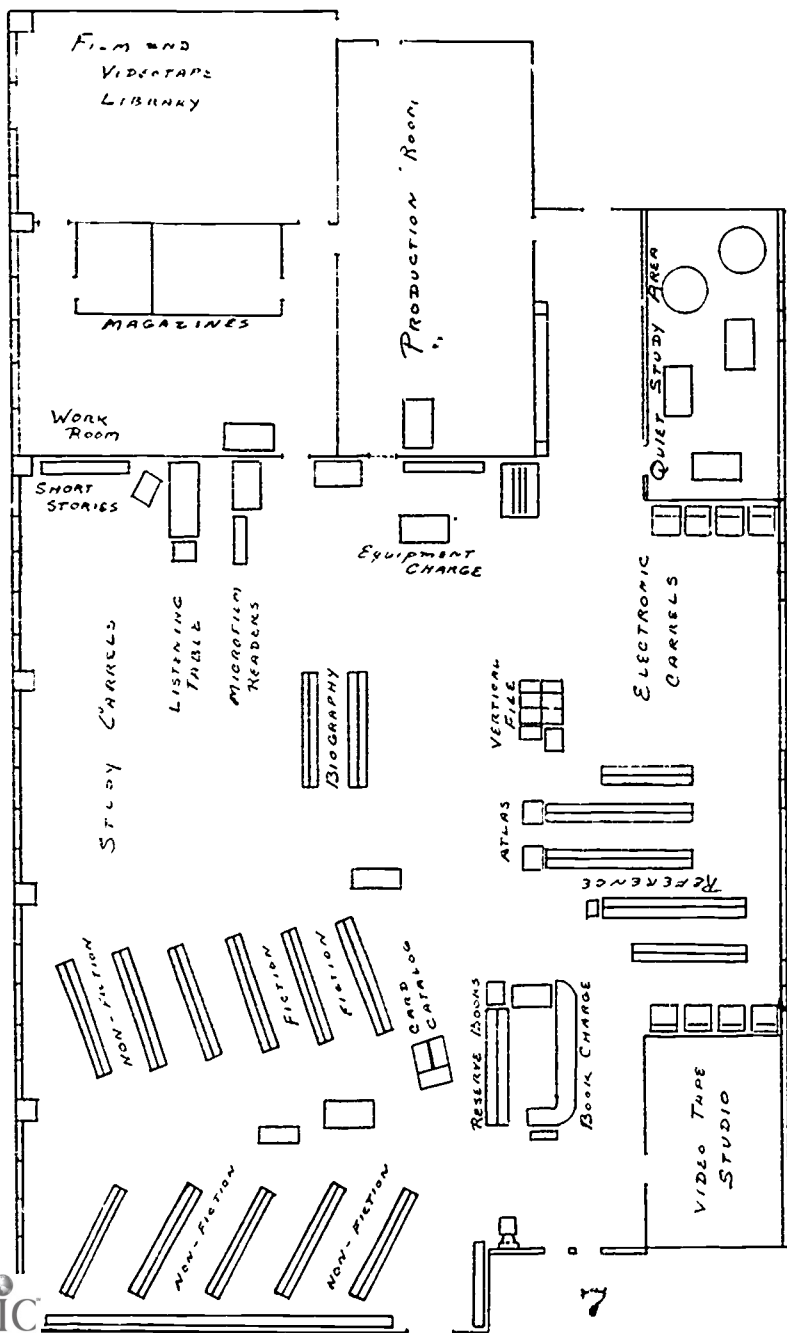 FILM AND
VIDEOTAPE
LIBRARY
PRODUCTION ROOM
MAGAZINES
WORK
ROOM
QUIET STUDY AREA
SHORT
STORIES
EQUIPMENT
CHARGE
LISTENING
TABLE
MICROFILM
READERS
STUDY CARRELS
ELECTRONIC
CARRELS
BIOGRAPHY
VERTICAL
FILE
ATLAS
REFERENCE
NON-FICTION
FICTION
FICTION
CARD
CATALOG
RESERVE BOOKS
BOOK CHARGE
VIDEO TAPE
STUDIO
NON-FICTION
NON-FICTION
7
IC